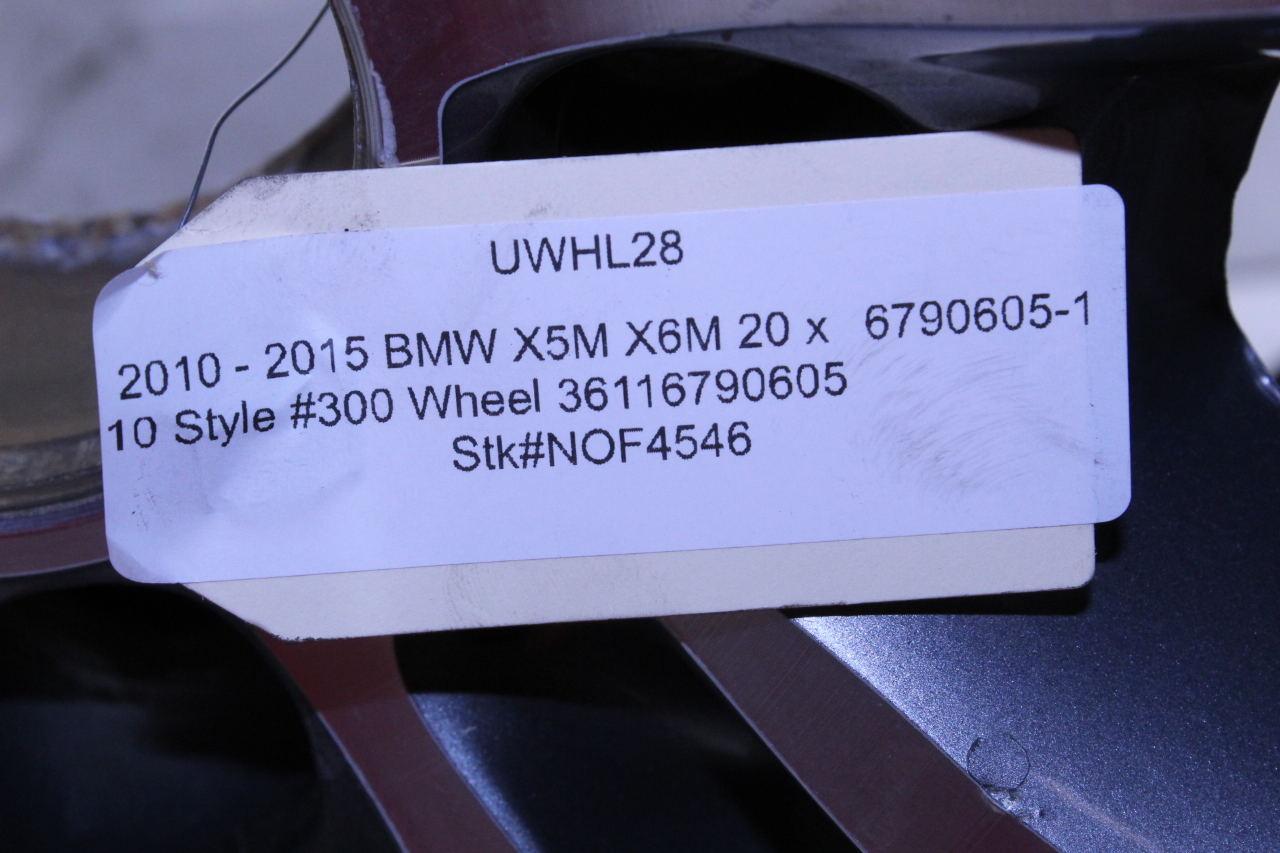 UWHL28
2010 - 2015 BMW X5M X6M 20 x 6790605-1
10 Style #300 Wheel 36116790605
Stk#NOF4546